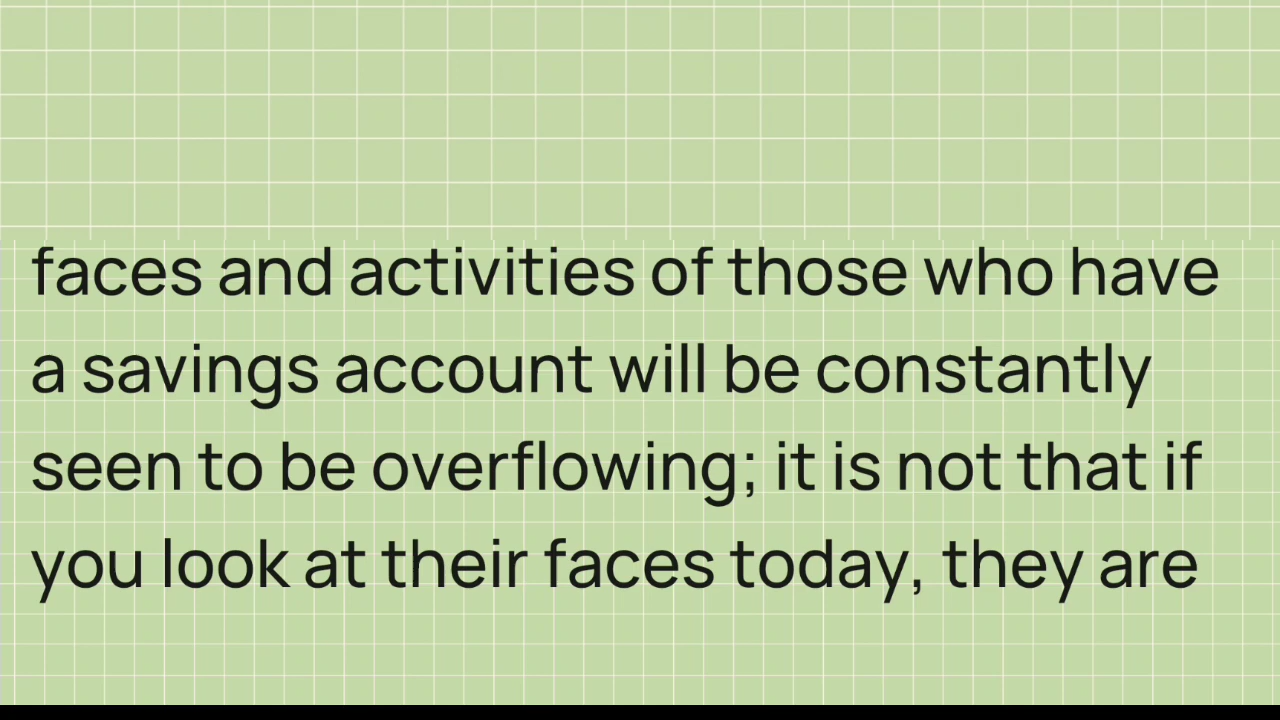 faces and activities of those who have
a savings account will be constantly
seen to be overflowing; it is not that if
you look at their faces today, they are